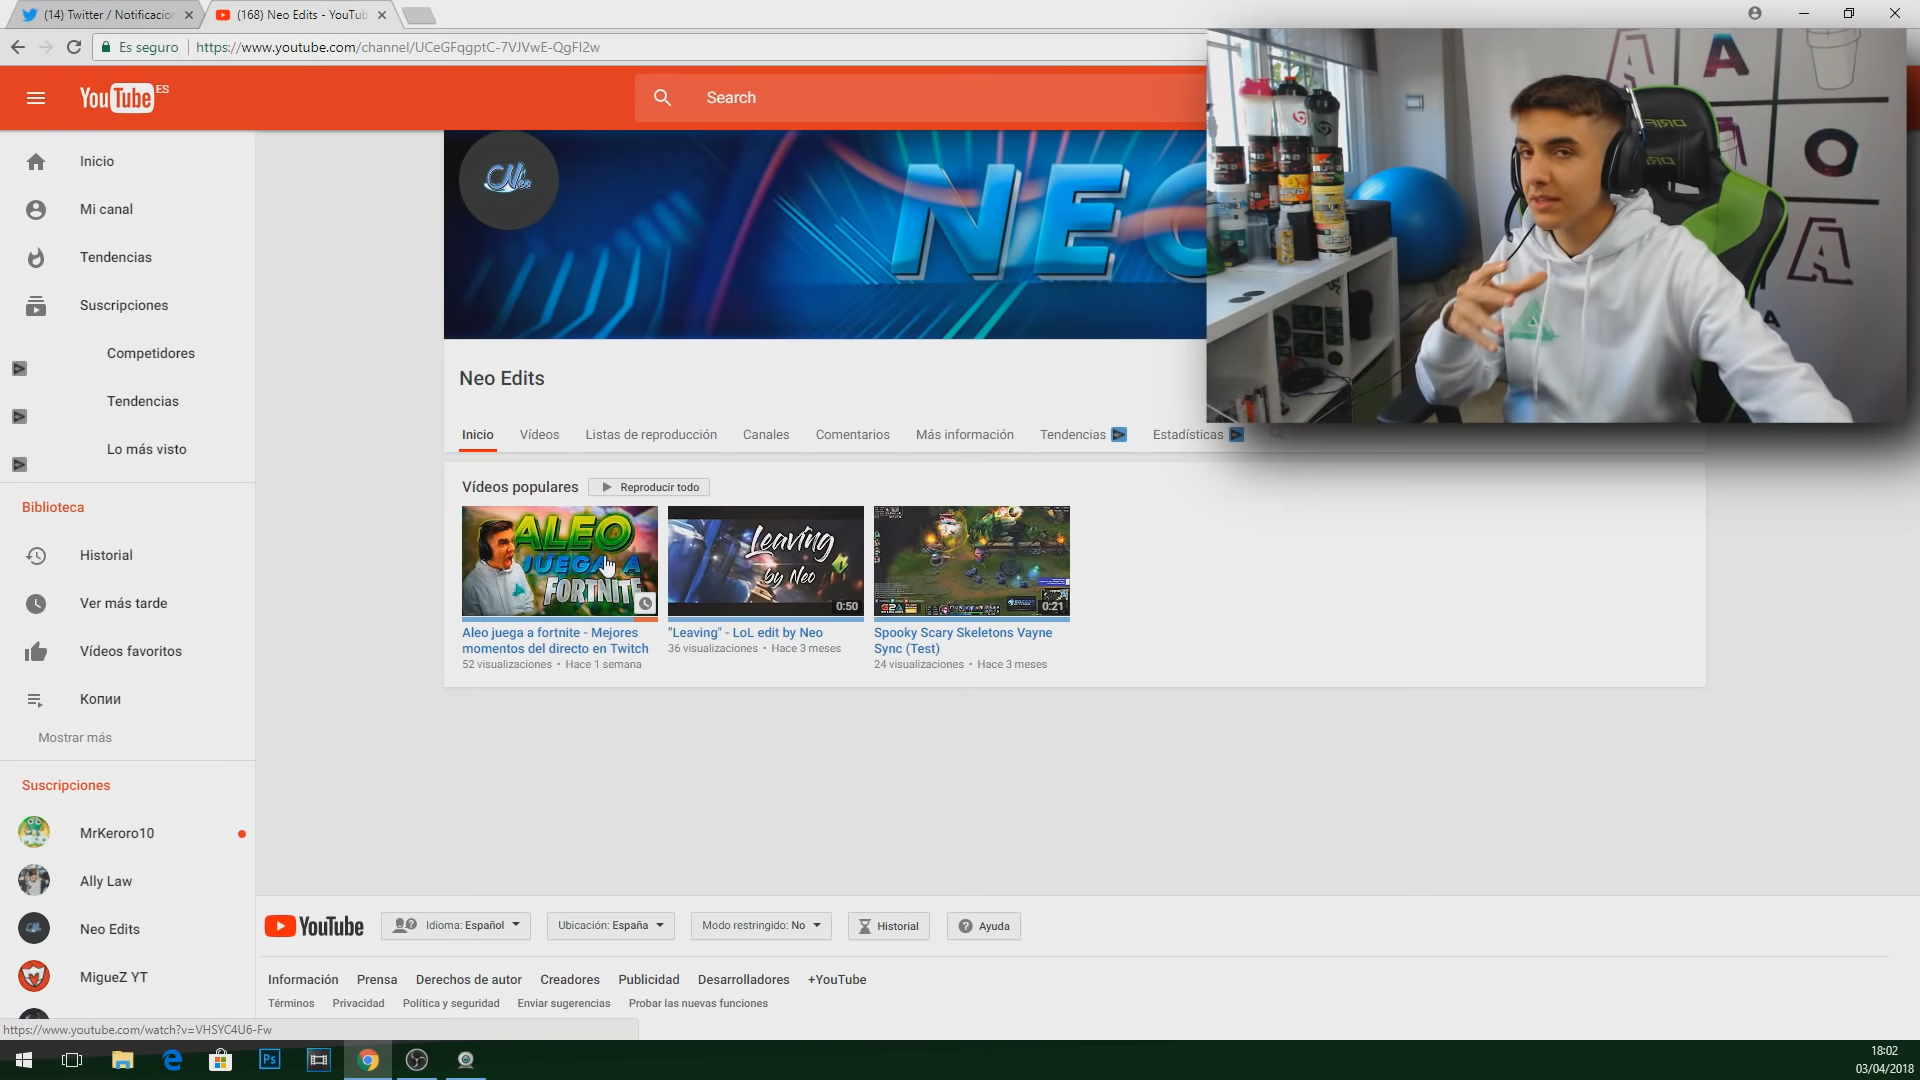 (14) Twitter / Notificacion
(168) Neo Edits - YouTub
Es seguro
https://www.youtube.com/channel/UCeGFqgptC-7VJVwE-QgFI2w
YouTube ES
Search
Inicio
Mi canal
Tendencias
Suscripciones
Competidores
Tendencias
Lo más visto
Biblioteca
Historial
Ver más tarde
Vídeos favoritos
Копии
Mostrar más
Suscripciones
MrKeroro10
Ally Law
Neo Edits
MigueZ YT
Neo
NEO
A A
O
A
DRIFT
Neo Edits
Inicio Vídeos Listas de reproducción Canales Comentarios Más información Tendencias Estadísticas
Vídeos populares Reproducir todo
ALEO
JUEGA A
FORTNITE
Aleo juega a fortnite - Mejores
momentos del directo en Twitch
52 visualizaciones • Hace 1 semana
Leaving
by Neo
0:50
"Leaving" - LoL edit by Neo
36 visualizaciones • Hace 3 meses
0:21
Spooky Scary Skeletons Vayne
Sync (Test)
24 visualizaciones • Hace 3 meses
YouTube Idioma: Español Ubicación: España Modo restringido: No Historial Ayuda
Información Prensa Derechos de autor Creadores Publicidad Desarrolladores +YouTube
Términos Privacidad Política y seguridad Enviar sugerencias Probar las nuevas funciones
https://www.youtube.com/watch?v=VHSYC4U6-Fw
Ps
18:02
03/04/2018